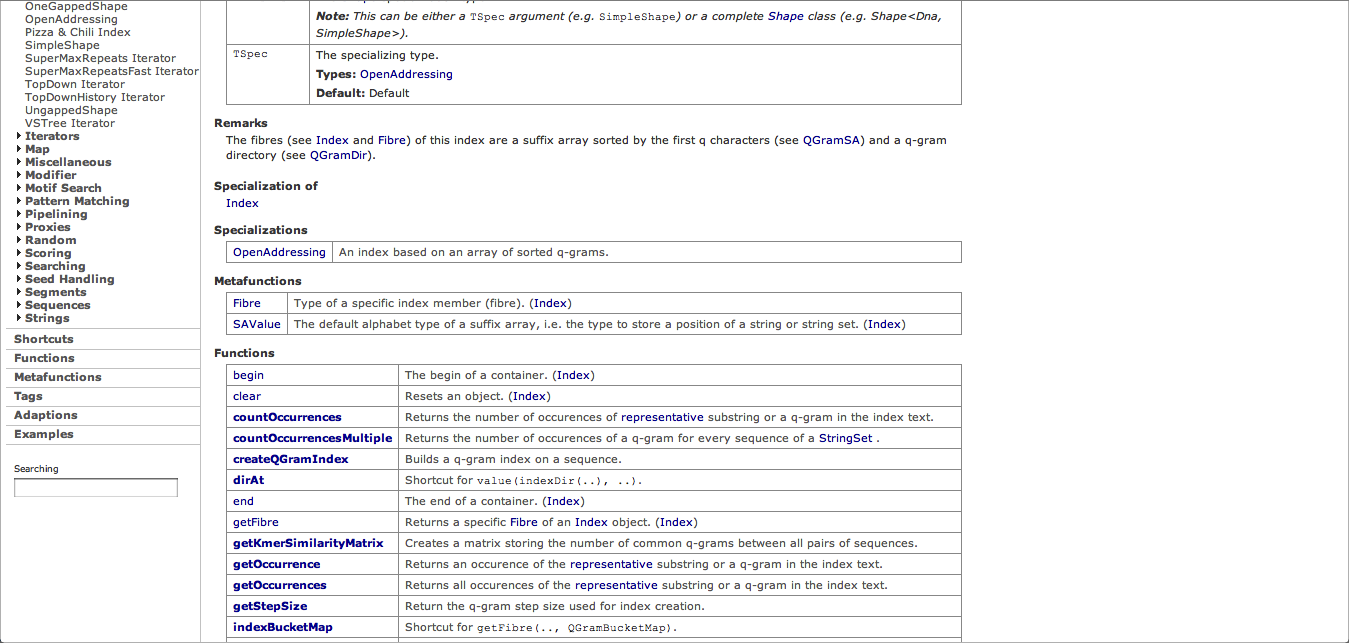 OneGappedShape
OpenAddressing
Pizza & Chili Index
SimpleShape
SuperMaxRepeats Iterator
SuperMaxRepeatsFast Iterator
TopDown Iterator
TopDownHistory Iterator
UngappedShape
VSTree Iterator
Iterators
Map
Miscellaneous
Modifier
Motif Search
Pattern Matching
Pipelining
Proxies
Random
Scoring
Searching
Seed Handling
Segments
Sequences
Strings
Shortcuts
Functions
Metafunctions
Tags
Adaptions
Examples
Searching
Note: This can be either a TSpec argument (e.g. SimpleShape) or a complete Shape class (e.g. Shape<Dna,
SimpleShape>).
TSpec The specializing type.
Types: OpenAddressing
Default: Default
Remarks
The fibres (see Index and Fibre) of this index are a suffix array sorted by the first q characters (see QGramSA) and a q-gram
directory (see QGramDir).
Specialization of
Index
Specializations
OpenAddressing An index based on an array of sorted q-grams.
Metafunctions
Fibre Type of a specific index member (fibre). (Index)
SAValue The default alphabet type of a suffix array, i.e. the type to store a position of a string or string set. (Index)
Functions
begin The begin of a container. (Index)
clear Resets an object. (Index)
countOccurrences Returns the number of occurences of representative substring or a q-gram in the index text.
countOccurrencesMultiple Returns the number of occurences of a q-gram for every sequence of a StringSet .
createQGramIndex Builds a q-gram index on a sequence.
dirAt Shortcut for value(indexDir(..), ..).
end The end of a container. (Index)
getFibre Returns a specific Fibre of an Index object. (Index)
getKmerSimilarityMatrix Creates a matrix storing the number of common q-grams between all pairs of sequences.
getOccurrence Returns an occurence of the representative substring or a q-gram in the index text.
getOccurrences Returns all occurences of the representative substring or a q-gram in the index text.
getStepSize Return the q-gram step size used for index creation.
indexBucketMap Shortcut for getFibre(.., QGramBucketMap).